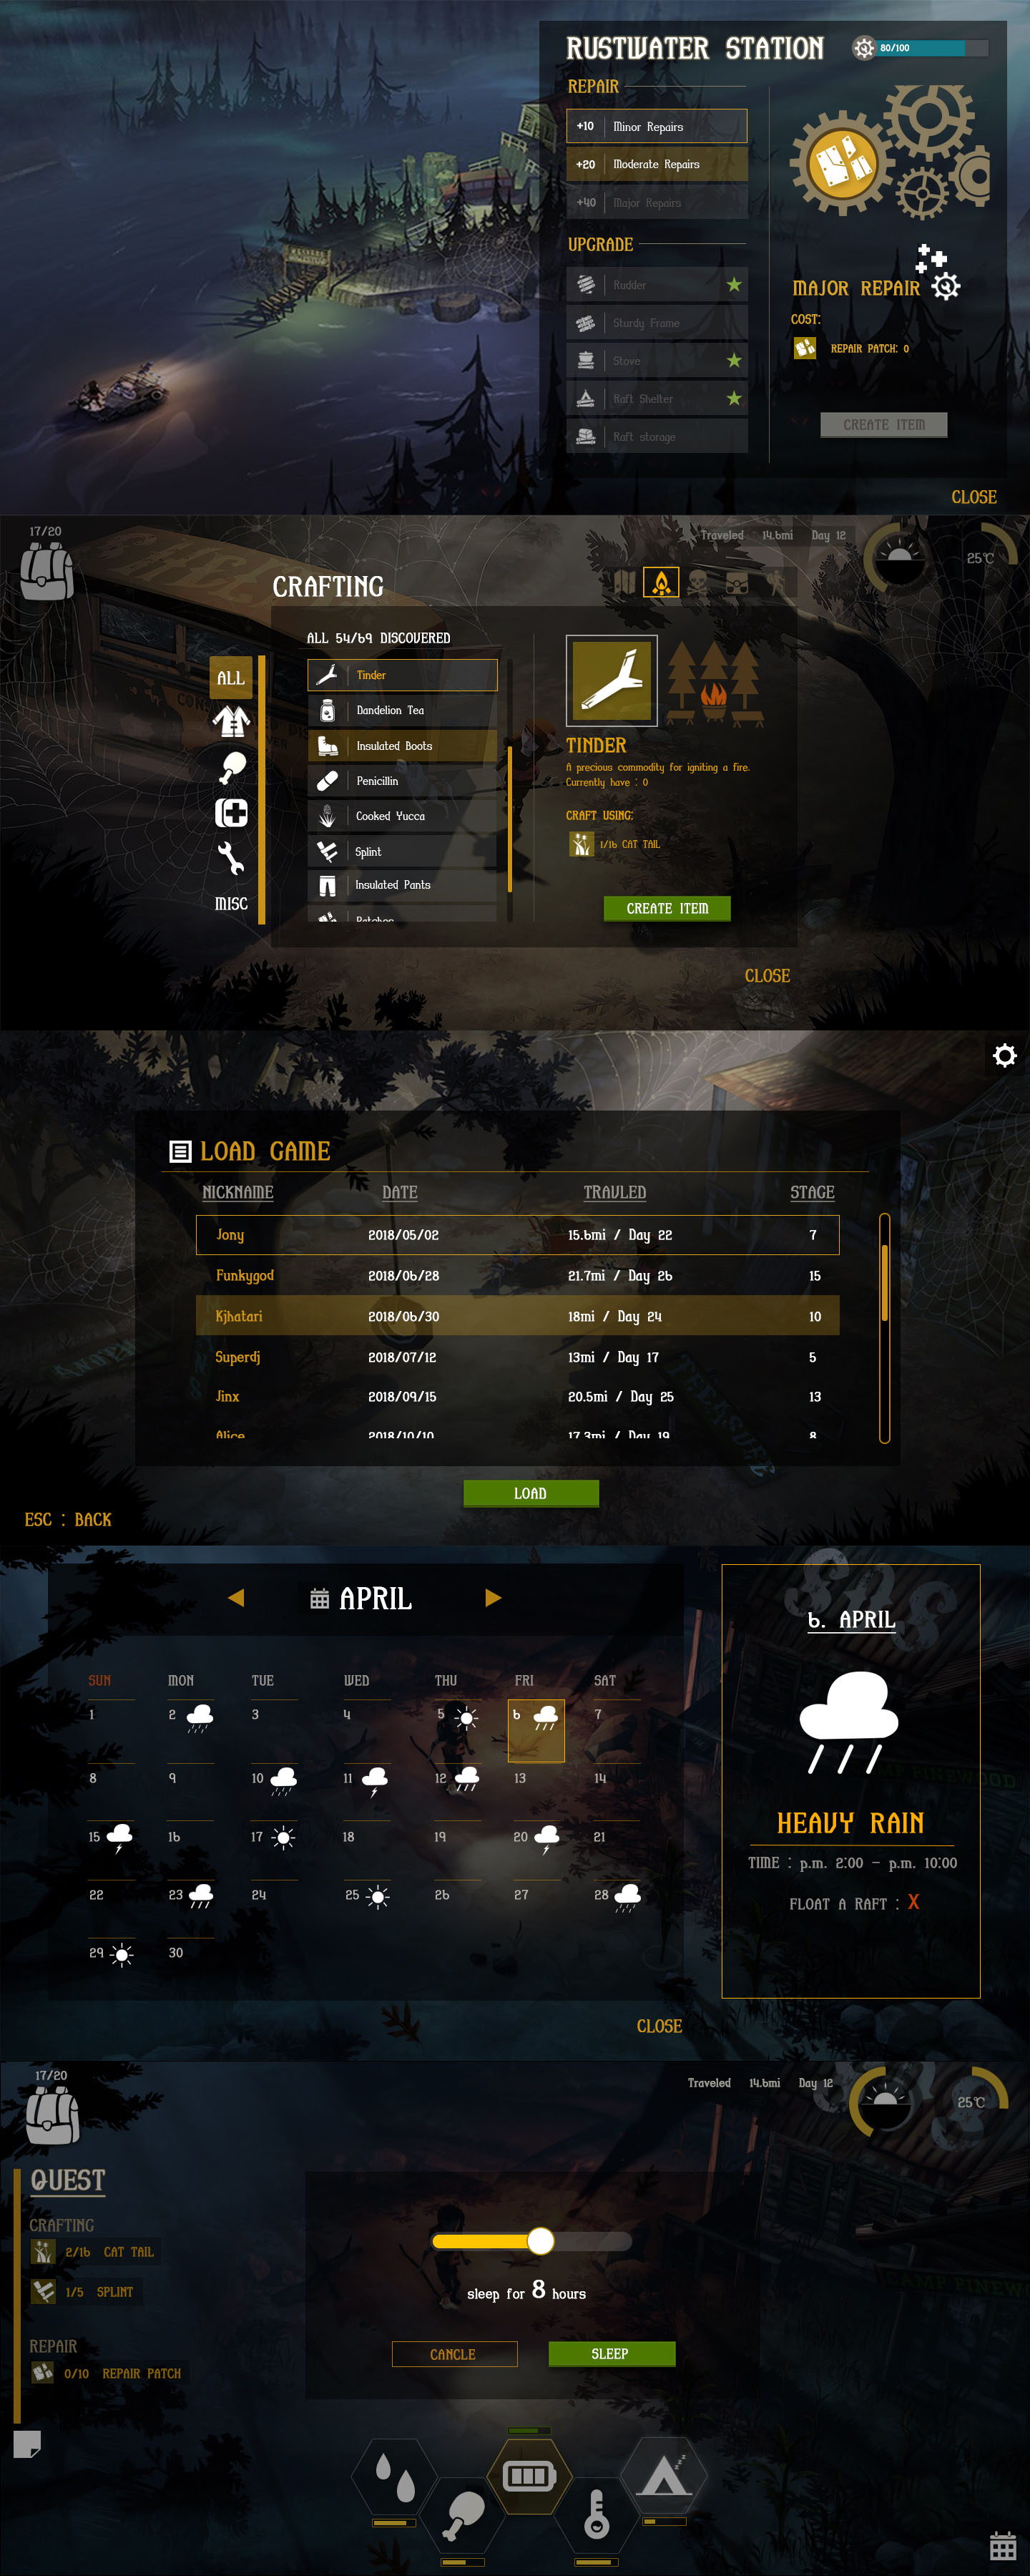 RUSTWATER STATION
80/100
REPAIR
+10 Minor Repairs
+20 Moderate Repairs
+40 Major Repairs
UPGRADE
Rudder
Sturdy Frame
Stove
Raft Shelter
Raft storage
MAJOR REPAIR
COST:
REPAIR PATCH: 0
CREATE ITEM
CLOSE
17/20
Traveled 14.6mi Day 12
25℃
CRAFTING
ALL 54/69 DISCOVERED
ALL
MISC
Tinder
Dandelion Tea
Insulated Boots
Penicillin
Cooked Yucca
Splint
Insulated Pants
Patches
TINDER
A precious commodity for igniting a fire.
Currently have : 0
CRAFT USING:
1/16 CAT TAIL
CREATE ITEM
CLOSE
LOAD GAME
NICKNAME DATE TRAVLED STAGE
Jony 2018/05/02 15.6mi / Day 22 7
Funkygod 2018/06/28 21.7mi / Day 26 15
Kjhatari 2018/06/30 18mi / Day 24 10
Superdj 2018/07/12 13mi / Day 17 5
Jinx 2018/09/15 20.5mi / Day 25 13
Alice 2018/10/10 17.3mi / Day 19 8
LOAD
ESC : BACK
APRIL
SUN MON TUE WED THU FRI SAT
1 2 3 4 5 6 7
8 9 10 11 12 13 14
15 16 17 18 19 20 21
22 23 24 25 26 27 28
29 30
6. APRIL
HEAVY RAIN
TIME : p.m. 2:00 - p.m. 10:00
FLOAT A RAFT : X
CLOSE
17/20
Traveled 14.6mi Day 12
25℃
QUEST
CRAFTING
2/16 CAT TAIL
1/5 SPLINT
REPAIR
0/10 REPAIR PATCH
sleep for 8 hours
CANCLE
SLEEP
z z z